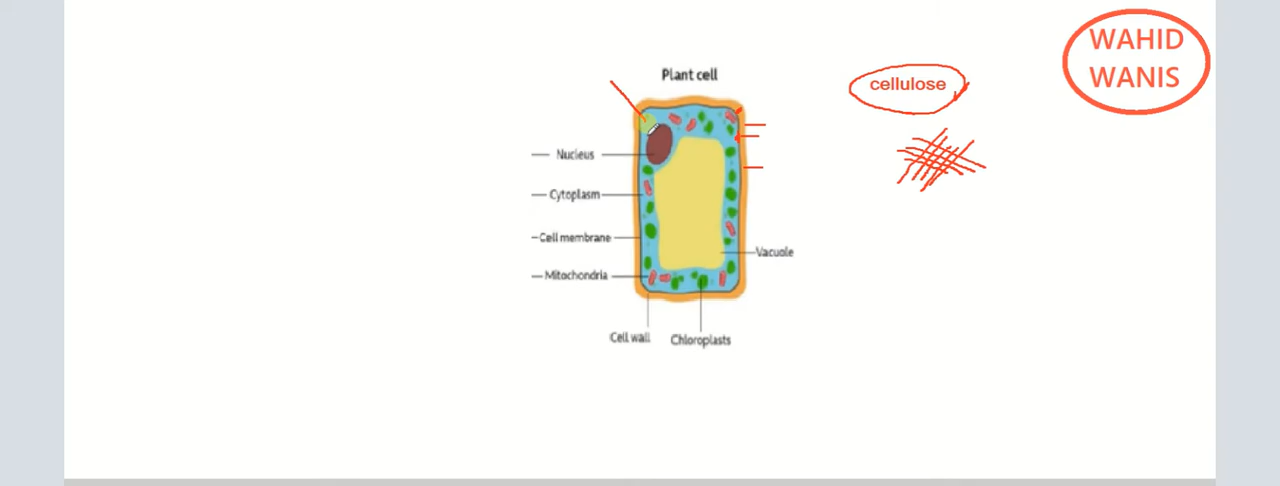 WAHID
WANIS
Plant cell
cellulose
Nucleus
Cytoplasm
Cell membrane
Vacuole
Mitochondria
Cell wall
Chloroplasts